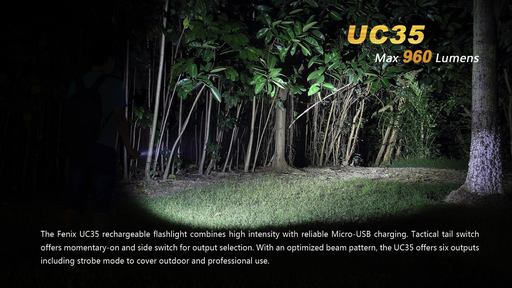 UC35
Max 960 Lumens
The Fenix UC35 rechargeable flashlight combines high intensity with reliable Micro-USB charging. Tactical tail switch
offers momentary-on and side switch for output selection. With an optimized beam pattern, the UC35 offers six outputs
including strobe mode to cover outdoor and professional use.